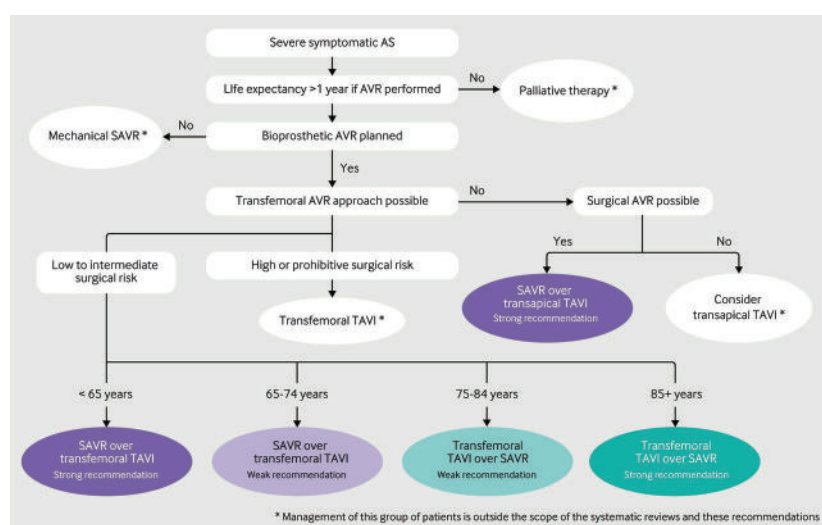 Severe symptomatic AS
LIfe expectancy >1 year if AVR performed
No
Palliative therapy *
Mechanical SAVR *
No
Bioprosthetic AVR planned
Yes
Transfemoral AVR approach possible
No
Surgical AVR possible
Low to intermediate
surgical risk
High or prohibitive surgical risk
Yes
No
Transfemoral TAVI *
SAVR over
transapical TAVI
Strong recommendation
Consider
transapical TAVI *
< 65 years
65-74 years
75-84 years
85+ years
SAVR over
transfemoral TAVI
Strong recommendation
SAVR over
transfemoral TAVI
Weak recommendation
Transfemoral
TAVI over SAVR
Weak recommendation
Transfemoral
TAVI over SAVR
Strong recommendation
* Management of this group of patients is outside the scope of the systematic reviews and these recommendations